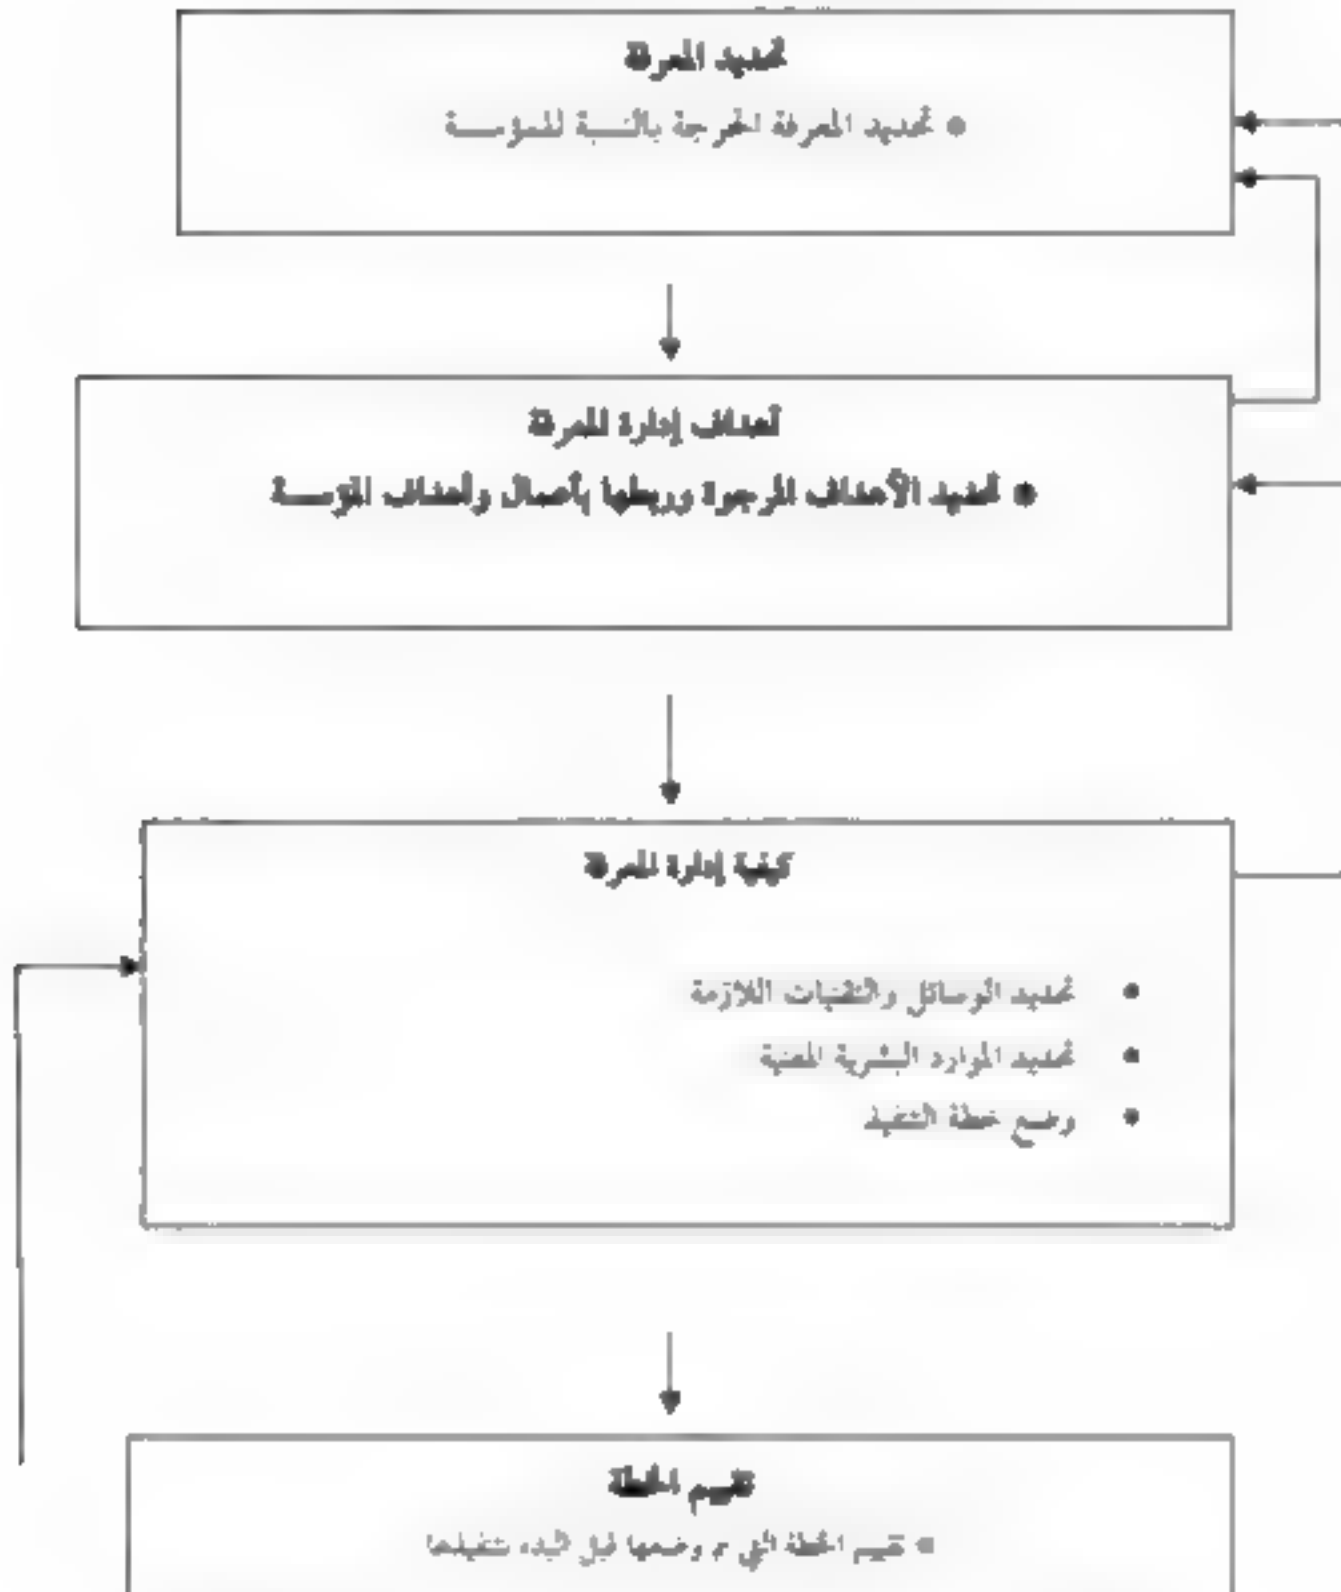 تحديد المعرفة
• تحديد المعرفة الحرجة بالنسبة للمؤسسة
أهداف إدارة المعرفة
• تحديد الأهداف المرجوة وربطها بأعمال وأهداف المؤسسة
كيفية إدارة المعرفة
• تحديد الوسائل والتقنيات اللازمة
• تحديد الموارد البشرية المعنية
• وضع خطة التنفيذ
تقييم الخطة
• تقييم الخطة التي تم وضعها قبل البدء بتنفيذها